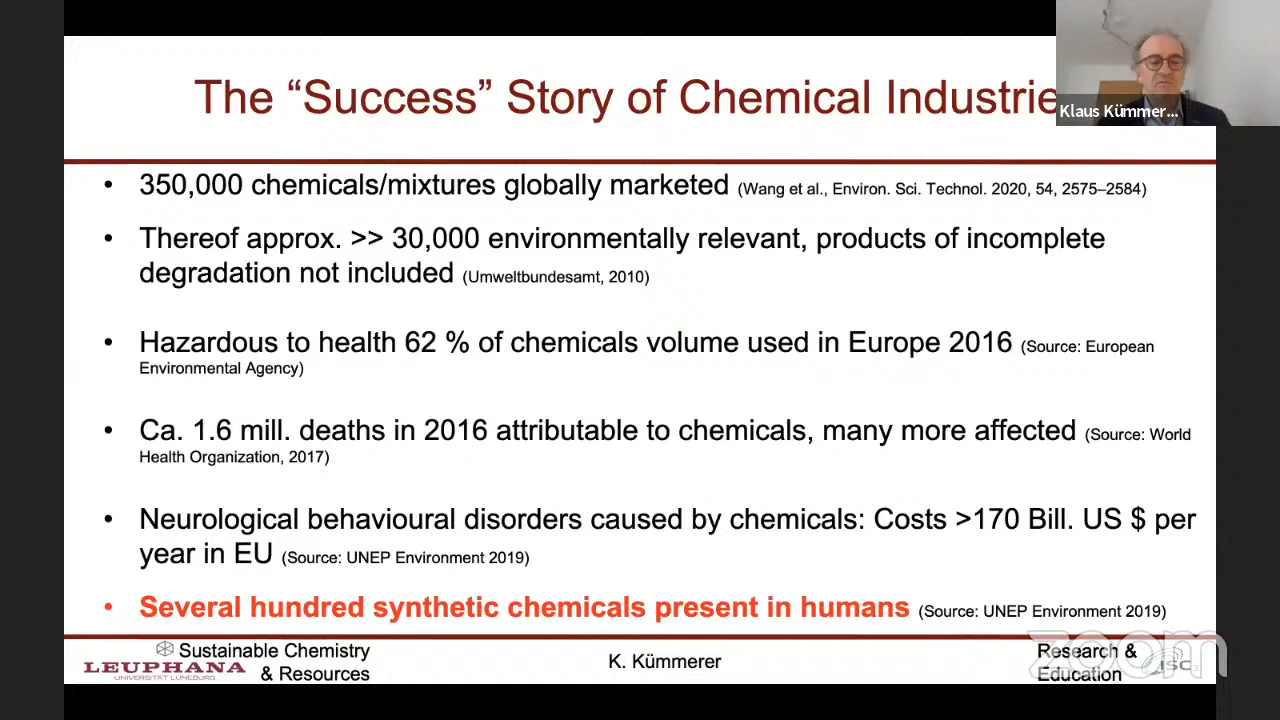 The “Success” Story of Chemical Industrie
Klaus Kümmer...
• 350,000 chemicals/mixtures globally marketed (Wang et al., Environ. Sci. Technol. 2020, 54, 2575–2584)
• Thereof approx. >> 30,000 environmentally relevant, products of incomplete
degradation not included (Umweltbundesamt, 2010)
• Hazardous to health 62 % of chemicals volume used in Europe 2016 (Source: European
Environmental Agency)
• Ca. 1.6 mill. deaths in 2016 attributable to chemicals, many more affected (Source: World
Health Organization, 2017)
• Neurological behavioural disorders caused by chemicals: Costs >170 Bill. US $ per
year in EU (Source: UNEP Environment 2019)
• Several hundred synthetic chemicals present in humans (Source: UNEP Environment 2019)
Sustainable Chemistry
& Resources
LEUPHANA
UNIVERSITÄT LÜNEBURG
K. Kümmerer
Research &
Education
ISC
zoom